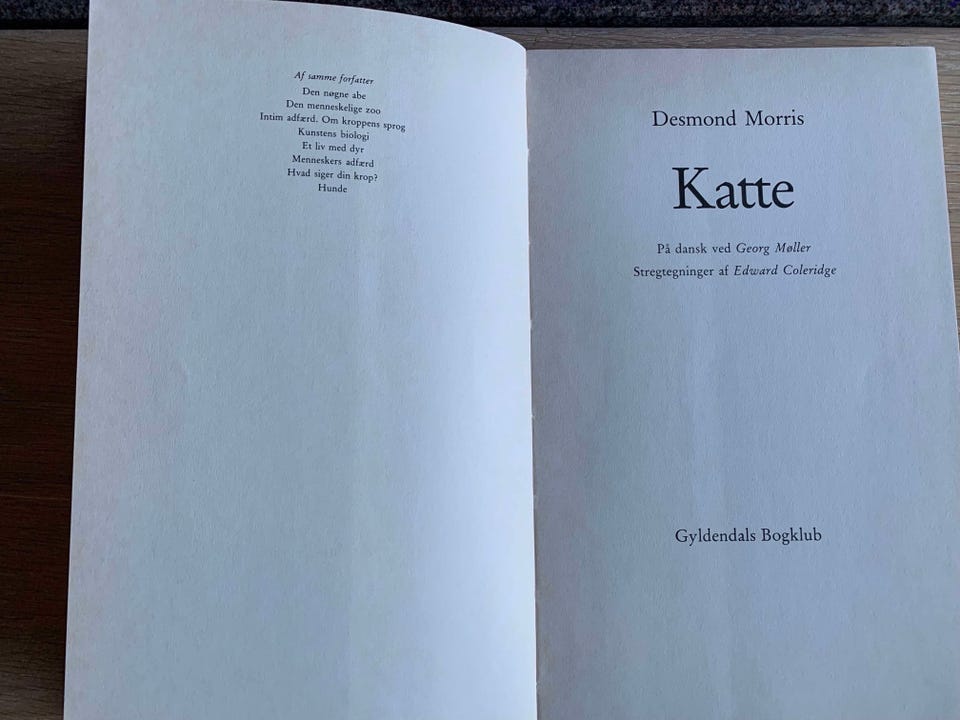 Af samme forfatter
Den nøgne abe
Den menneskelige zoo
Intim adfærd. Om kroppens sprog
Kunstens biologi
Et liv med dyr
Menneskers adfærd
Hvad siger din krop?
Hunde
Desmond Morris
Katte
På dansk ved Georg Møller
Stregtegninger af Edward Coleridge
Gyldendals Bogklub